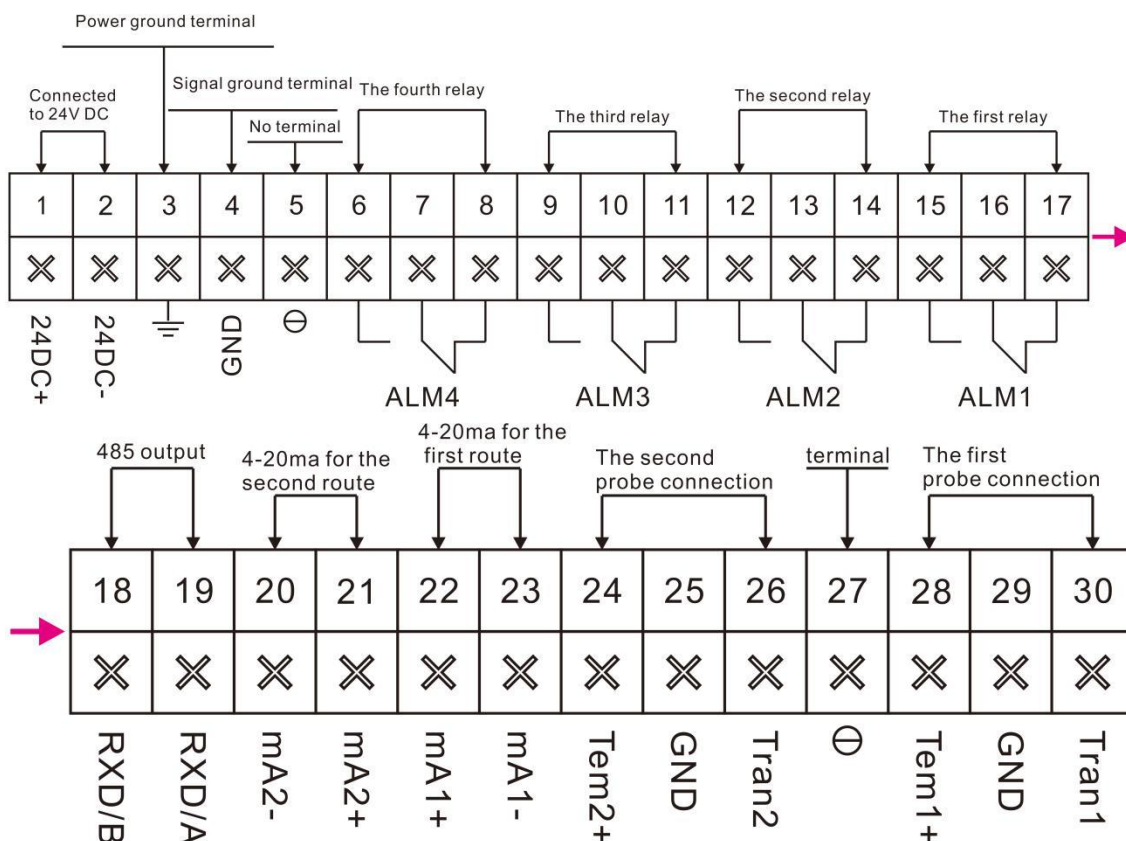 Power ground terminal
Connected
to 24V DC
Signal ground terminal
No terminal
The fourth relay
The third relay
The second relay
The first relay
1 2 3 4 5 6 7 8 9 10 11 12 13 14 15 16 17
24DC+
24DC-
GND
ALM4
ALM3
ALM2
ALM1
485 output
4-20ma for the
second route
4-20ma for the
first route
The second
probe connection
terminal
The first
probe connection
18 19 20 21 22 23 24 25 26 27 28 29 30
RXD/B
RXD/A
mA2-
mA2+
mA1+
mA1-
Tem2+
GND
Tran2
Tem1+
GND
Tran1